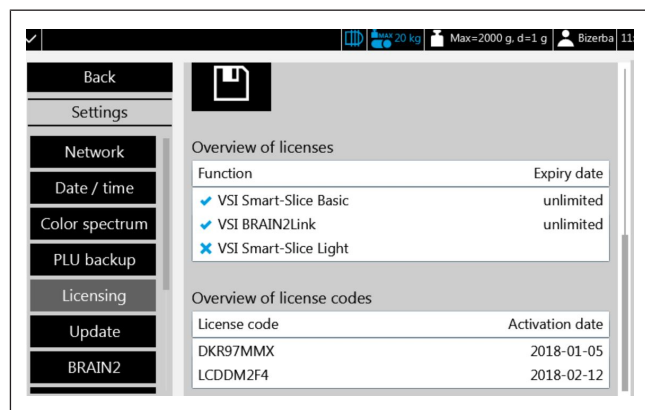 MAX 20 kg Max=2000 g, d=1 g Bizerba 11:
Back
Settings
Network
Date / time
Color spectrum
PLU backup
Licensing
Update
BRAIN2
Overview of licenses
Function Expiry date
VSI Smart-Slice Basic unlimited
VSI BRAIN2Link unlimited
VSI Smart-Slice Light
Overview of license codes
License code Activation date
DKR97MMX 2018-01-05
LCDDM2F4 2018-02-12